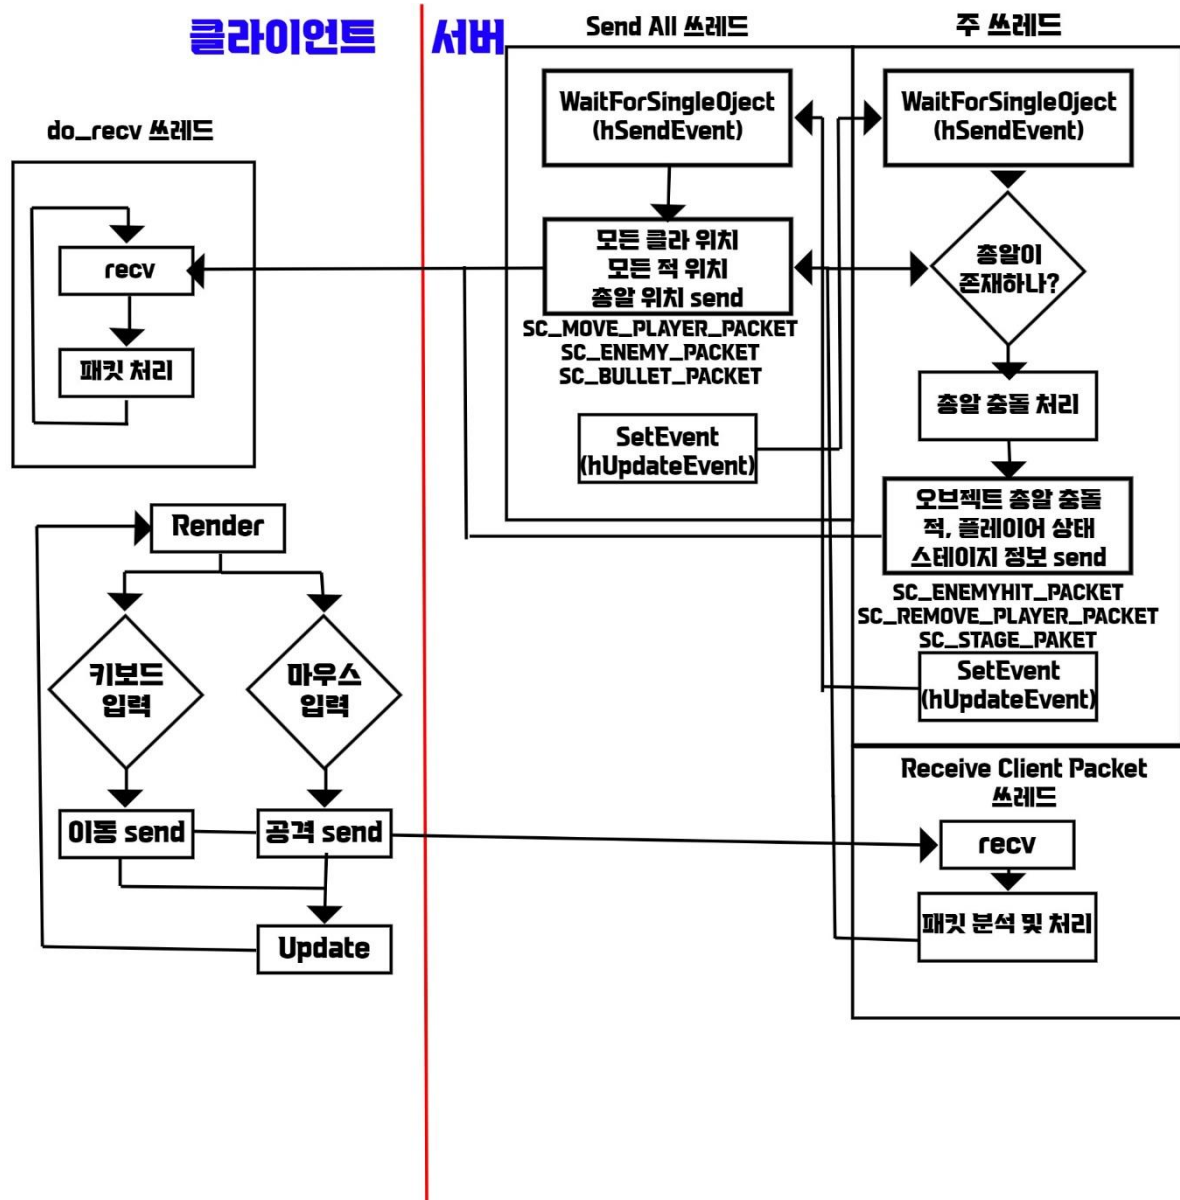 클라이언트
서버
do_recv 쓰레드
recv
패킷 처리
Render
키보드
입력
마우스
입력
이동 send
공격 send
Update
Send All 쓰레드
WaitForSingleOject
(hSendEvent)
모든 클라 위치
모든 적 위치
총알 위치 send
SC_MOVE_PLAYER_PACKET
SC_ENEMY_PACKET
SC_BULLET_PACKET
SetEvent
(hUpdateEvent)
주 쓰레드
WaitForSingleOject
(hSendEvent)
총알이
존재하나?
총알 충돌 처리
오브젝트 총알 충돌
적, 플레이어 상태
스테이지 정보 send
SC_ENEMYHIT_PACKET
SC_REMOVE_PLAYER_PACKET
SC_STAGE_PAKET
SetEvent
(hUpdateEvent)
Receive Client Packet
쓰레드
recv
패킷 분석 및 처리